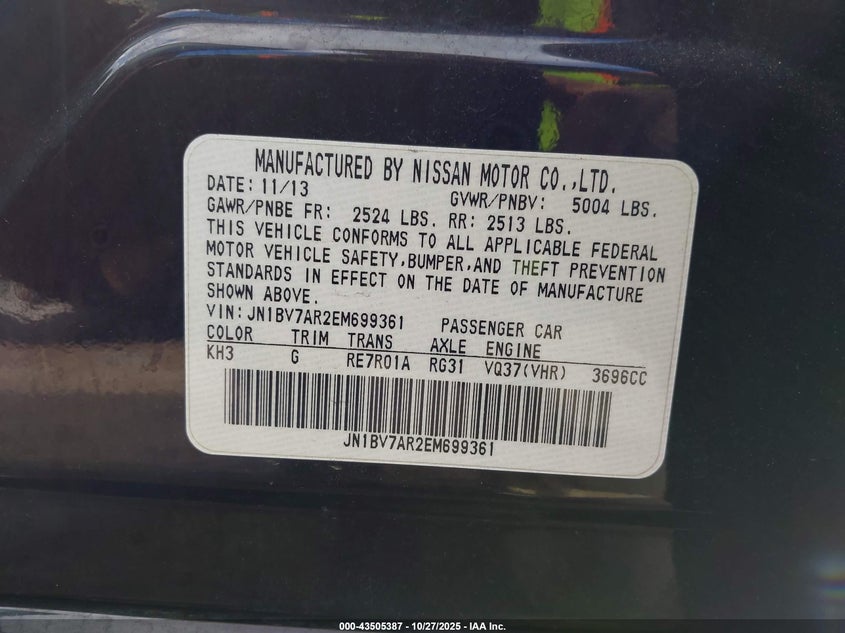 MANUFACTURED BY NISSAN MOTOR CO.,LTD.
DATE: 11/13 GVWR/PNBV: 5004 LBS.
GAWR/PNBE FR: 2524 LBS. RR: 2513 LBS.
THIS VEHICLE CONFORMS TO ALL APPLICABLE FEDERAL
MOTOR VEHICLE SAFETY,BUMPER,AND THEFT PREVENTION
STANDARDS IN EFFECT ON THE DATE OF MANUFACTURE
SHOWN ABOVE.
VIN:JN1BV7AR2EM699361 PASSENGER CAR
COLOR TRIM TRANS AXLE ENGINE
KH3 G RE7R01A RG31 VQ37(VHR) 3696CC
JN1BV7AR2EM699361
000-43505387 - 10/27/2025 - IAA Inc.